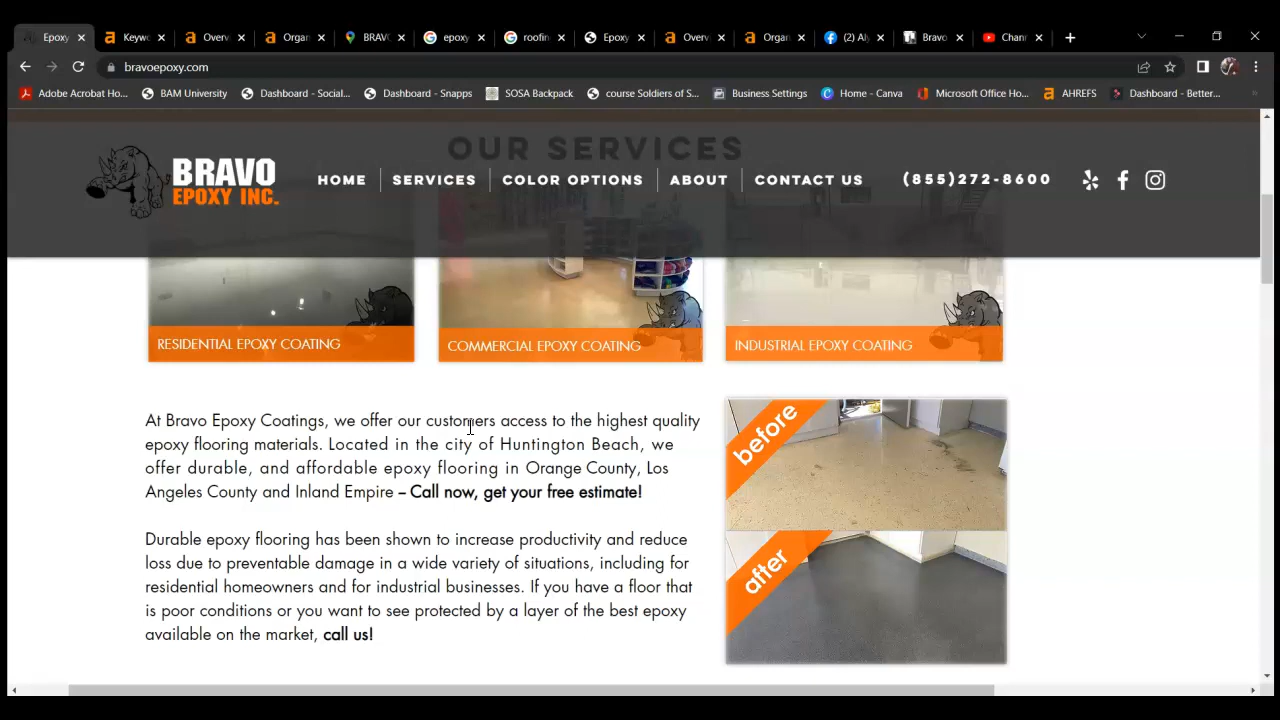 Epoxy
Keywo
Overv
Organ
BRAVO
epoxy
roofin
Epoxy
Overv
Organ
(2) Aly
Bravo
Chann
bravoepoxy.com
Adobe Acrobat Ho...
BAM University
Dashboard - Social...
Dashboard - Snapps
SOSA Backpack
course Soldiers of S...
Business Settings
Home - Canva
Microsoft Office Ho...
AHREFS
Dashboard - Better...
OUR SERVICES
BRAVO
EPOXY INC.
HOME
SERVICES
COLOR OPTIONS
ABOUT
CONTACT US
(855)272-8600
RESIDENTIAL EPOXY COATING
COMMERCIAL EPOXY COATING
INDUSTRIAL EPOXY COATING
At Bravo Epoxy Coatings, we offer our customers access to the highest quality
epoxy flooring materials. Located in the city of Huntington Beach, we
offer durable, and affordable epoxy flooring in Orange County, Los
Angeles County and Inland Empire – Call now, get your free estimate!
Durable epoxy flooring has been shown to increase productivity and reduce
loss due to preventable damage in a wide variety of situations, including for
residential homeowners and for industrial businesses. If you have a floor that
is poor conditions or you want to see protected by a layer of the best epoxy
available on the market, call us!
before
after